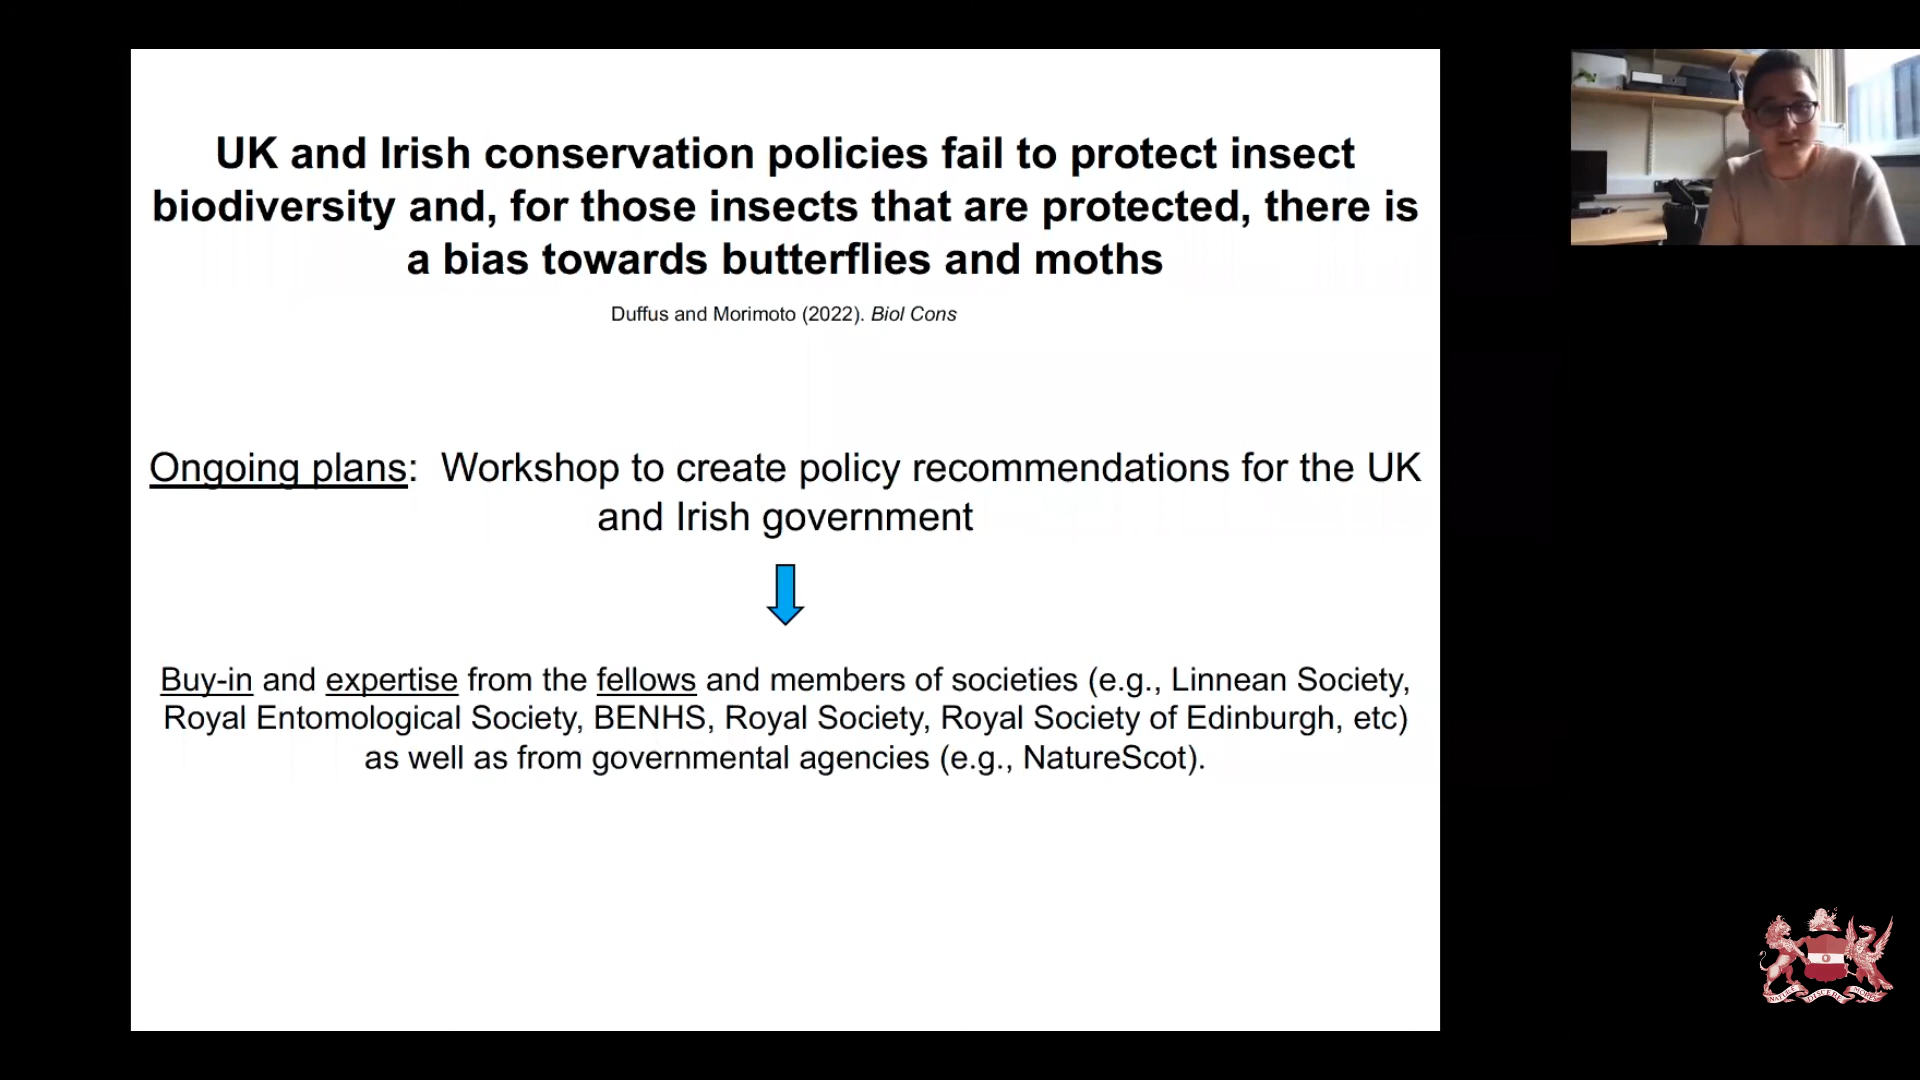 UK and Irish conservation policies fail to protect insect
biodiversity and, for those insects that are protected, there is
a bias towards butterflies and moths
Duffus and Morimoto (2022). Biol Cons
Ongoing plans:  Workshop to create policy recommendations for the UK
and Irish government
Buy-in and expertise from the fellows and members of societies (e.g., Linnean Society,
Royal Entomological Society, BENHS, Royal Society, Royal Society of Edinburgh, etc)
as well as from governmental agencies (e.g., NatureScot).
NATURÆ DISCERE MORES